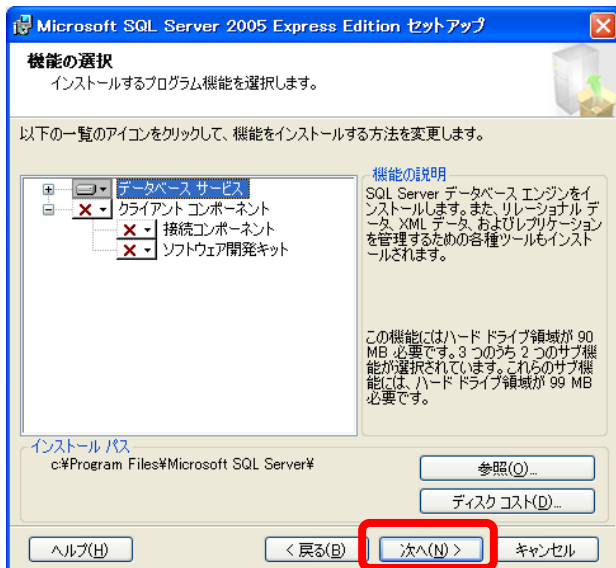 Microsoft SQL Server 2005 Express Edition セットアップ
機能の選択
インストールするプログラム機能を選択します。
以下の一覧のアイコンをクリックして、機能をインストールする方法を変更します。
データベース サービス
クライアント コンポーネント
接続コンポーネント
ソフトウェア開発キット
機能の説明
SQL Server データベース エンジンをイ
ンストールします。また、リレーショナル デ
ータ、XML データ、およびレプリケーション
を管理するための各種ツールもインスト
ールされます。
この機能にはハード ドライブ領域が 90
MB 必要です。3 つのうち 2 つのサブ機
能が選択されています。これらのサブ機
能には、ハード ドライブ領域が 99 MB
必要です。
インストール パス
c:¥Program Files¥Microsoft SQL Server¥
参照(O)...
ディスク コスト(D)...
ヘルプ(H)
< 戻る(B)
次へ(N) >
キャンセル